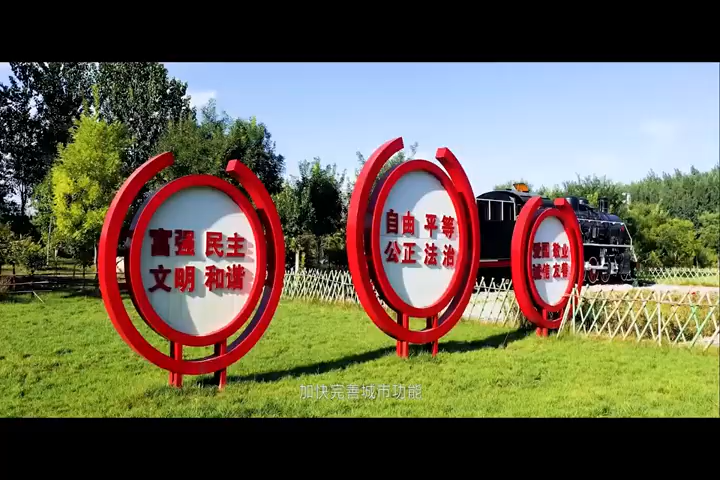 富强 民主
文明 和谐
自由 平等
公正 法治
爱国 敬业
诚信 友善
加快完善城市功能